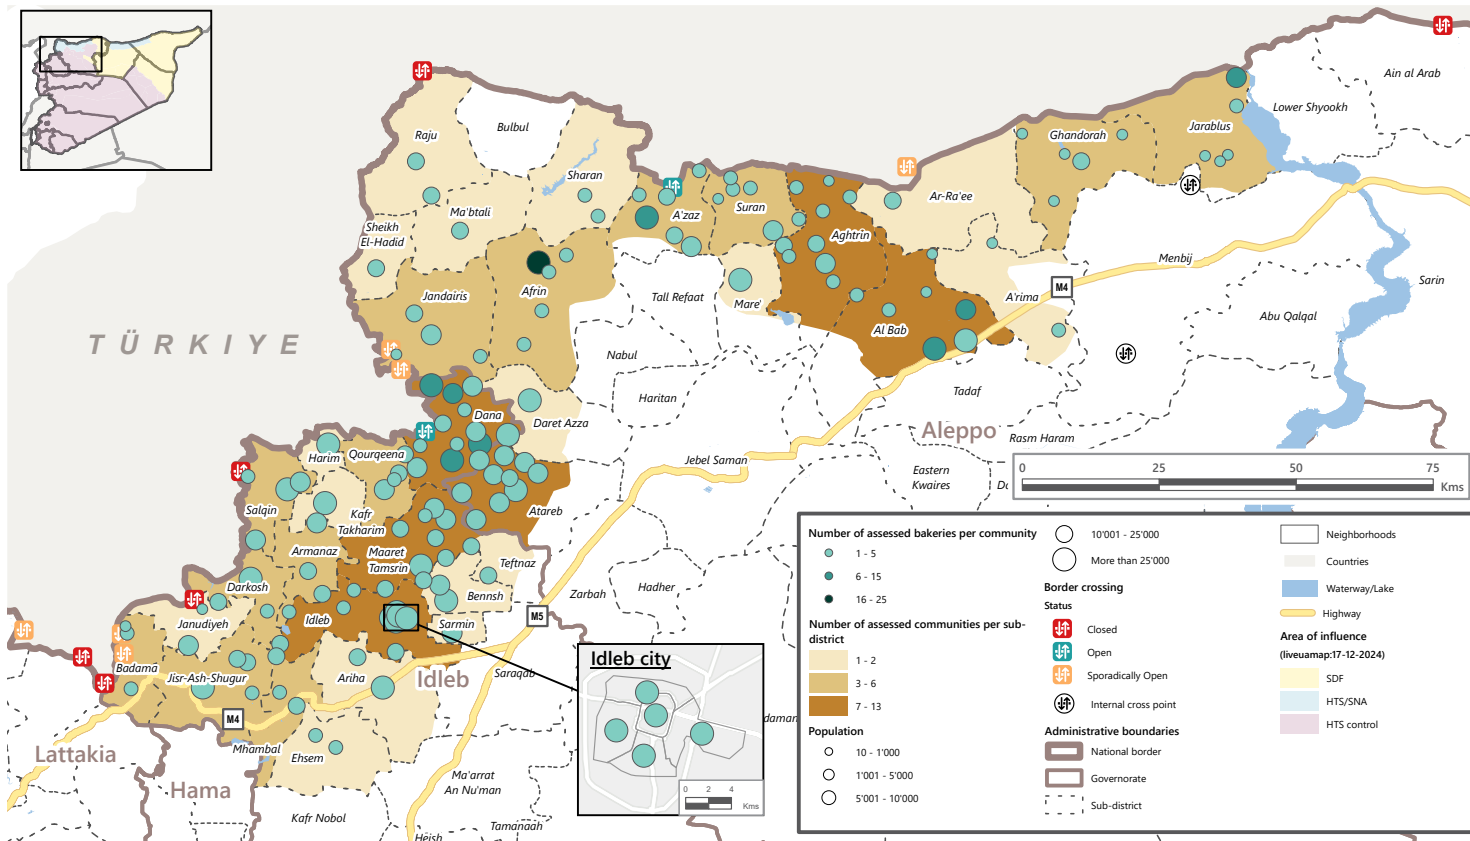 Ain al Arab
Lower Shyookh
Bulbul
Raju
Ghandorah
Jarablus
Sharan
Ar-Ra'ee
Ma'btali
A'zaz
Suran
Sheikh
El-Hadid
Aghtrin
Menbij
Sarin
Afrin
Jandairis
Tall Refaat
Mare'
A'rima
M4
Abu Qalqal
Al Bab
TÜRKIYE
Nabul
Tadaf
Haritan
Dana
Daret Azza
Aleppo
Rasm Haram
Harim
Qourqeena
Jebel Saman
Eastern
Kwaires
0
25
50
75
Kms
Salqin
Kafr
Takharim
Atareb
Armanaz
Maaret
Tamsrin
Teftnaz
Darkosh
Hadher
Zarbah
Bennsh
M5
Janudiyeh
Idleb
Sarmin
Badama
Jisr-Ash-Shugur
Ariha
Idleb
Saraqab
Idleb city
M4
Lattakia
Mhambal
Ehsem
Hama
Ma'arrat
An Nu'man
0
2
4
Kms
Kafr Nobol
Tamanaah
Heish
Number of assessed bakeries per community
1 - 5
6 - 15
16 - 25
Number of assessed communities per sub-
district
1 - 2
3 - 6
7 - 13
Population
10 - 1'000
1'001 - 5'000
5'001 - 10'000
10'001 - 25'000
More than 25'000
Border crossing
Status
Closed
Open
Sporadically Open
Internal cross point
Administrative boundaries
National border
Governorate
Sub-district
Neighborhoods
Countries
Waterway/Lake
Highway
Area of influence
(liveuamap:17-12-2024)
SDF
HTS/SNA
HTS control